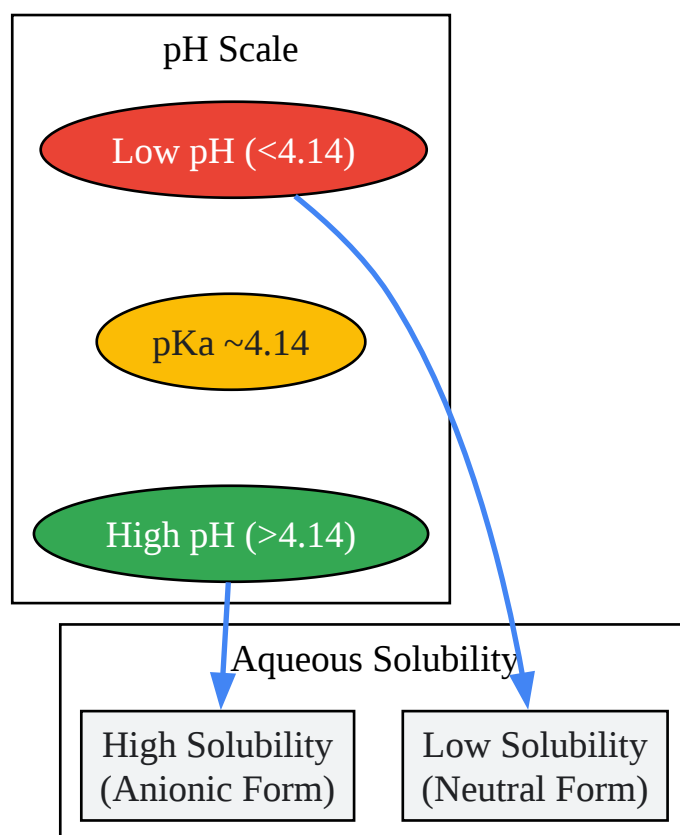 pH Scale
Low pH (<4.14)
pKa ~4.14
High pH (>4.14)
Aqueous Solubility
High Solubility
(Anionic Form)
Low Solubility
(Neutral Form)